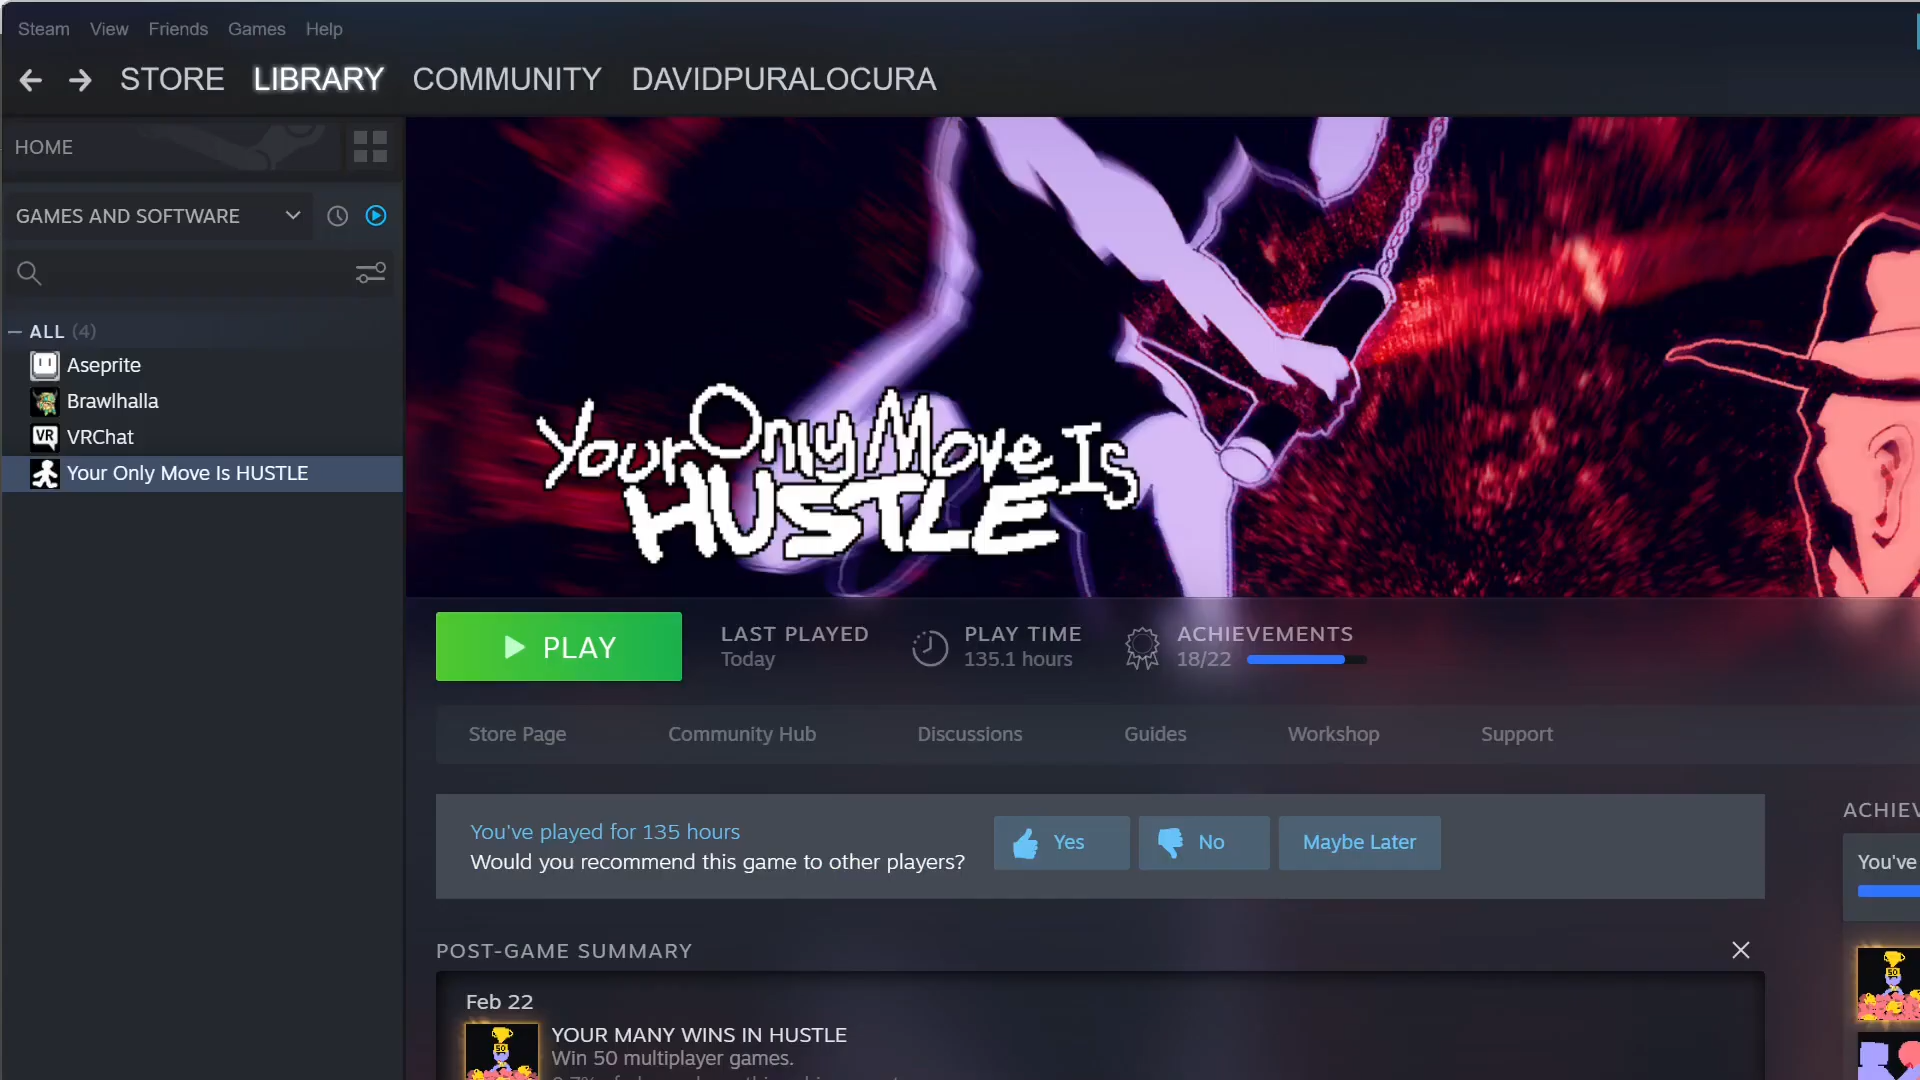 Steam View Friends Games Help
STORE LIBRARY COMMUNITY DAVIDPURALOCURA
HOME
GAMES AND SOFTWARE
ALL (4)
Aseprite
Brawlhalla
VR VRChat
Your Only Move Is HUSTLE
Your Only Move Is
HUSTLE
PLAY
LAST PLAYED
Today
PLAY TIME
135.1 hours
ACHIEVEMENTS
18/22
Store Page Community Hub Discussions Guides Workshop Support
You've played for 135 hours
Would you recommend this game to other players?
Yes No Maybe Later
ACHIEV
You've
POST-GAME SUMMARY
Feb 22
50
YOUR MANY WINS IN HUSTLE
Win 50 multiplayer games.
50